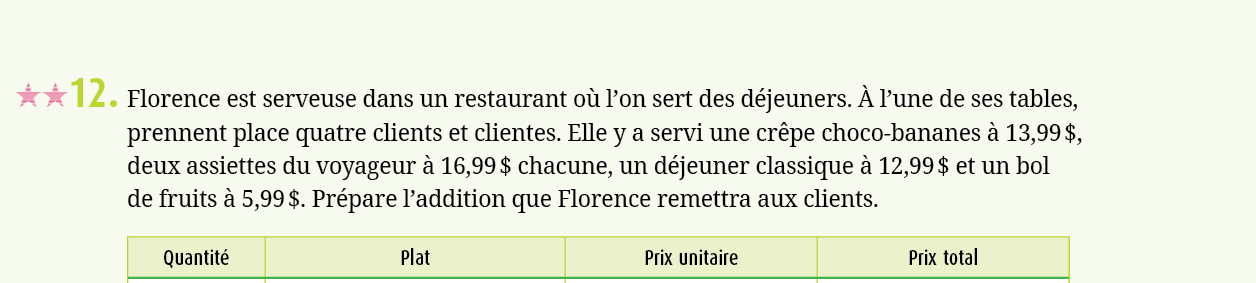 12. Florence est serveuse dans un restaurant où l’on sert des déjeuners. À l’une de ses tables,
prennent place quatre clients et clientes. Elle y a servi une crêpe choco-bananes à 13,99 $,
deux assiettes du voyageur à 16,99 $ chacune, un déjeuner classique à 12,99 $ et un bol
de fruits à 5,99 $. Prépare l’addition que Florence remettra aux clients.
Quantité Plat Prix unitaire Prix total